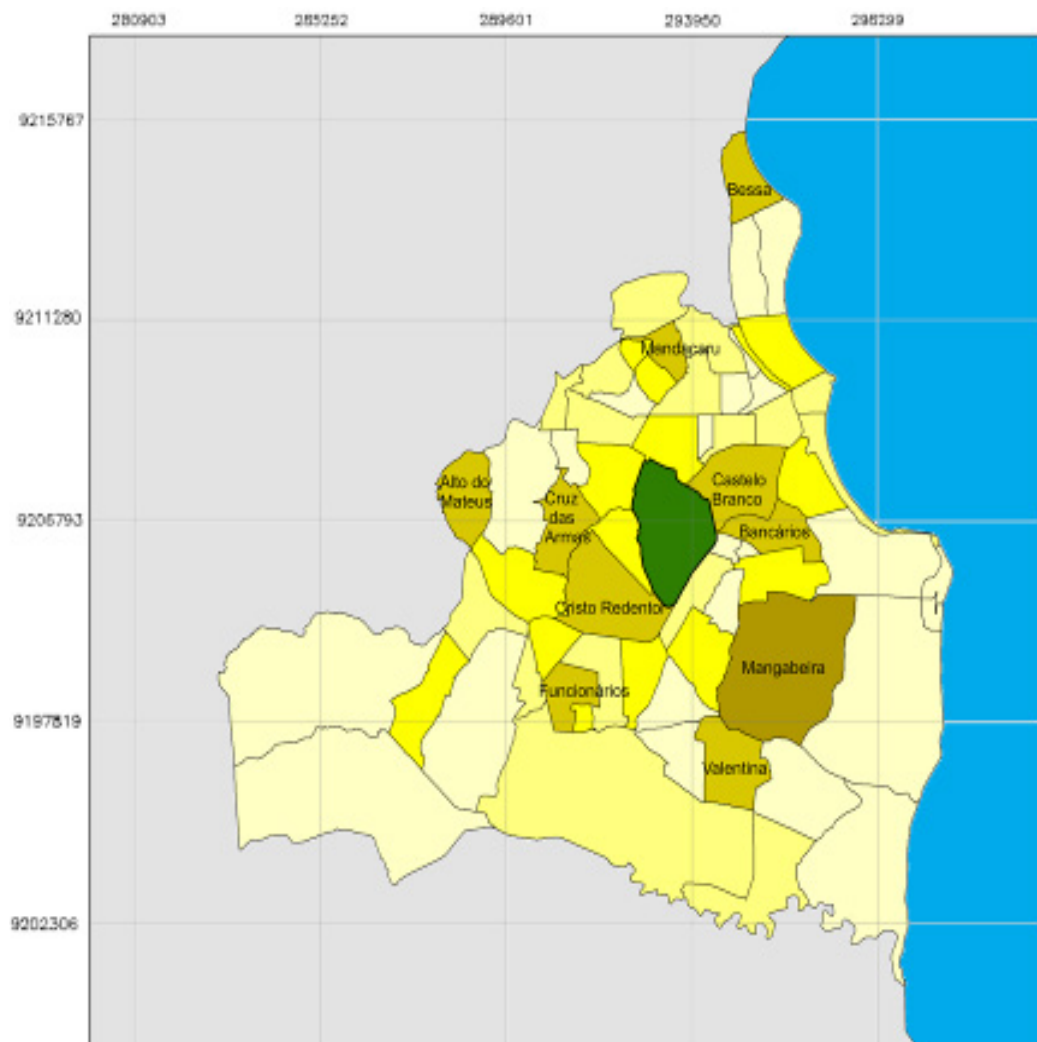 280903 285252 289601 293950 298299
9215767
Bessa
9211280
Mandacaru
Alto do
Mateus
Cruz
das
Armas
Castelo
Branco
9206793
Bancários
Cristo Redentor
Mangabeira
Funcionários
9197819
Valentina
9202306